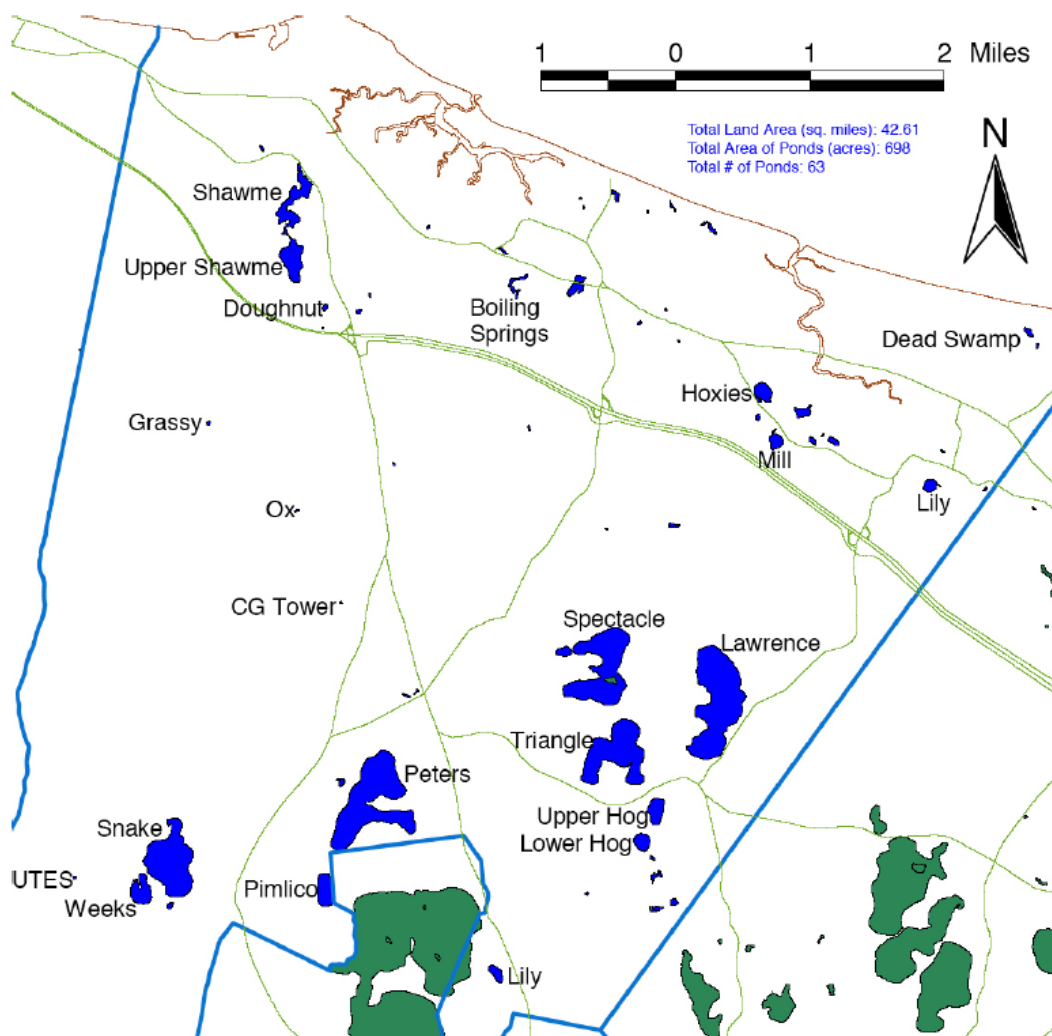 1 0 1 2 Miles
Total Land Area (sq. miles): 42.61
Total Area of Ponds (acres): 698
Total # of Ponds: 63
N
Shawme
Upper Shawme
Doughnut
Boiling
Springs
Dead Swamp
Hoxies
Grassy
Mill
Lily
Ox
CG Tower
Spectacle
Lawrence
Triangle
Peters
Upper Hog
Snake
Lower Hog
UTES
Pimlico
Weeks
Lily